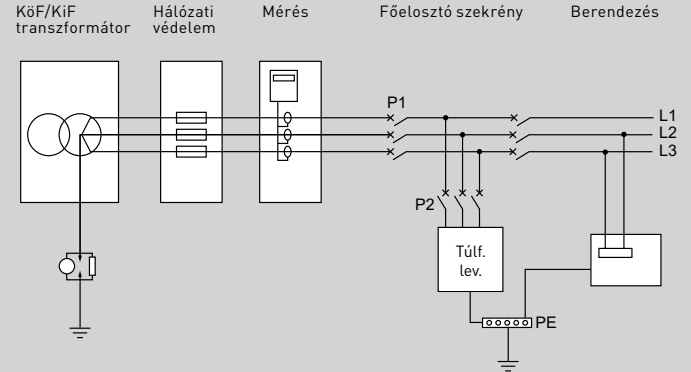 KöF/KiF
transzformátor
Hálózati
védelem
Mérés
Főelosztó szekrény
Berendezés
P1
L1
L2
L3
P2
Túlf.
lev.
PE